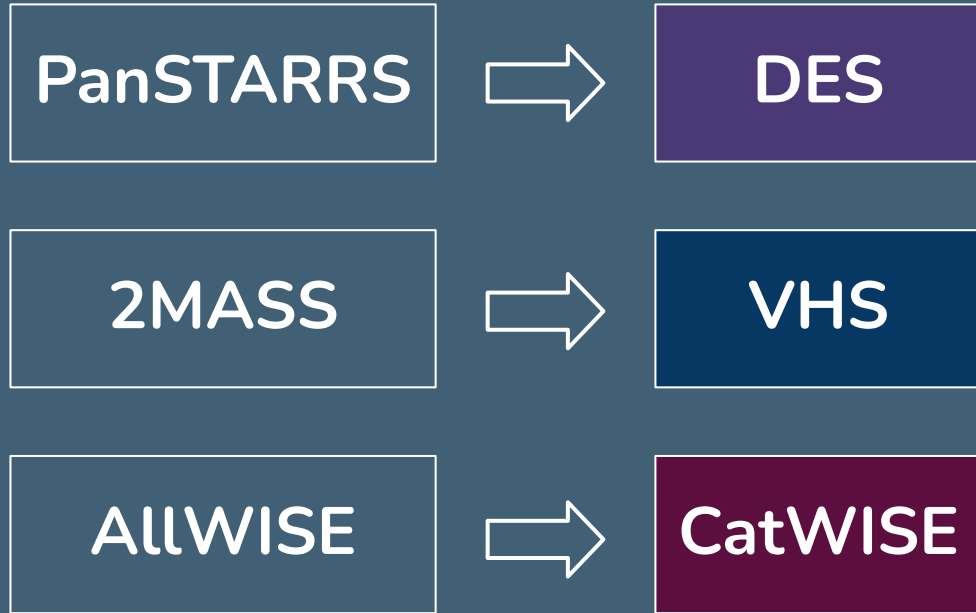 PanSTARRS
DES
2MASS
VHS
AllWISE
CatWISE